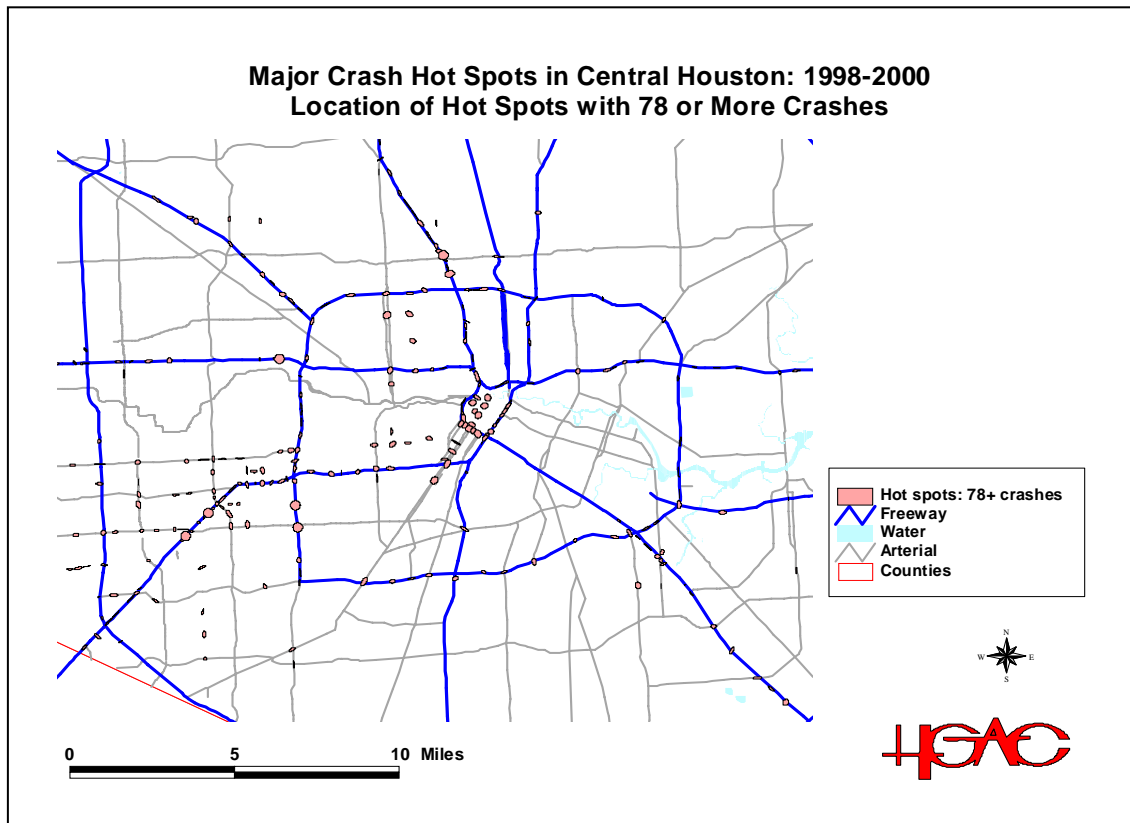 Major Crash Hot Spots in Central Houston: 1998-2000
Location of Hot Spots with 78 or More Crashes
Hot spots: 78+ crashes
Freeway
Water
Arterial
Counties
N
W E
S
0 5 10 Miles
HGAC